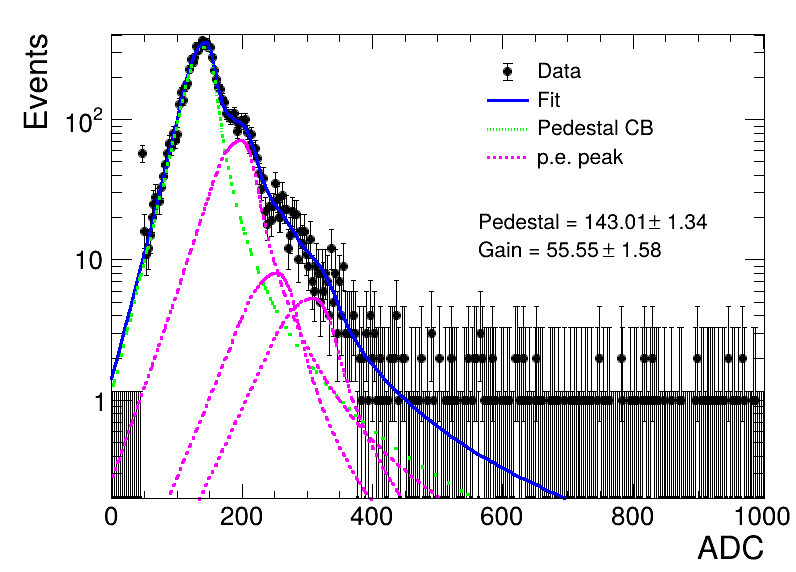 Events
10²
10
1
Data
Fit
Pedestal CB
p.e. peak
Pedestal = 143.01± 1.34
Gain = 55.55 ± 1.58
0 200 400 600 800 1000
ADC